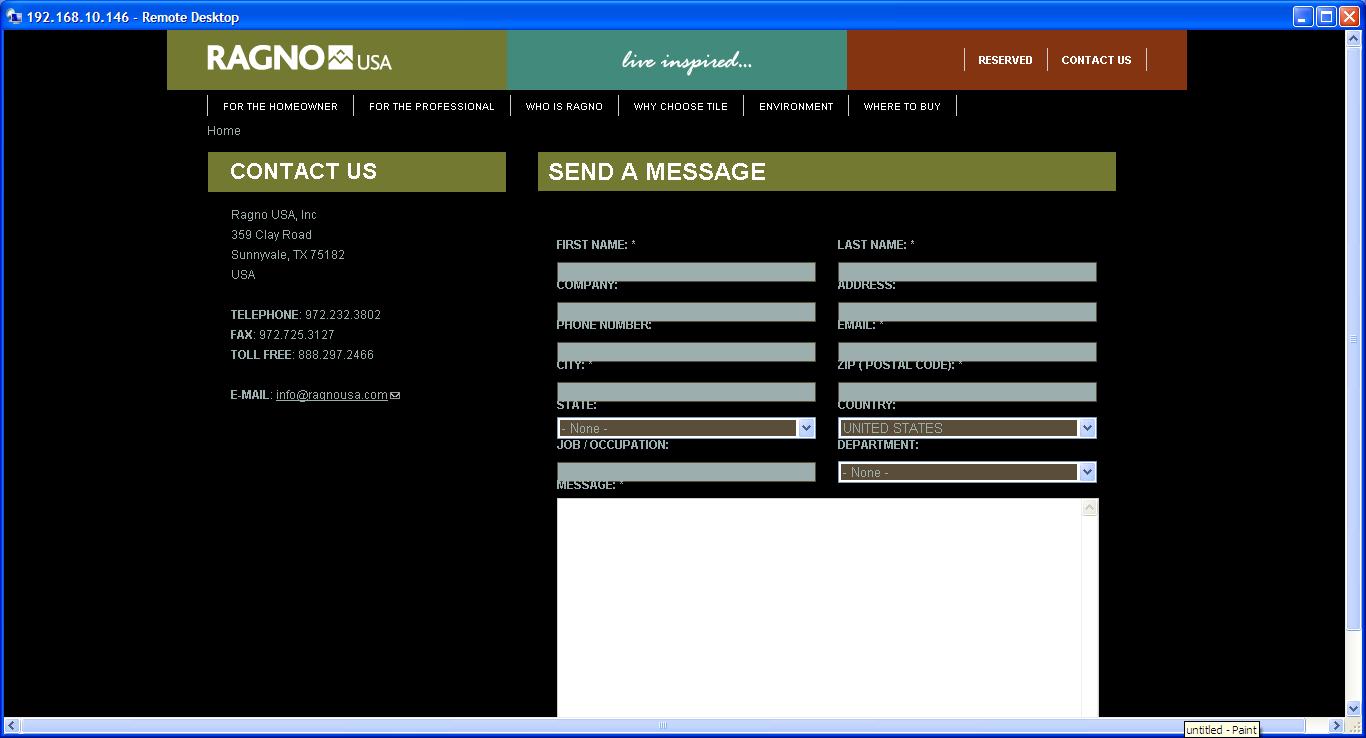 192.168.10.146 - Remote Desktop
RAGNO USA
live inspired...
RESERVED
CONTACT US
FOR THE HOMEOWNER
FOR THE PROFESSIONAL
WHO IS RAGNO
WHY CHOOSE TILE
ENVIRONMENT
WHERE TO BUY
Home
CONTACT US
Ragno USA, Inc
359 Clay Road
Sunnyvale, TX 75182
USA
TELEPHONE: 972.232.3802
FAX: 972.725.3127
TOLL FREE: 888.297.2466
E-MAIL: info@ragnousa.com
SEND A MESSAGE
FIRST NAME: *
LAST NAME: *
COMPANY:
ADDRESS:
PHONE NUMBER:
EMAIL: *
CITY: *
ZIP ( POSTAL CODE): *
STATE:
COUNTRY:
- None -
UNITED STATES
JOB / OCCUPATION:
DEPARTMENT:
- None -
MESSAGE: *
untitled - Paint